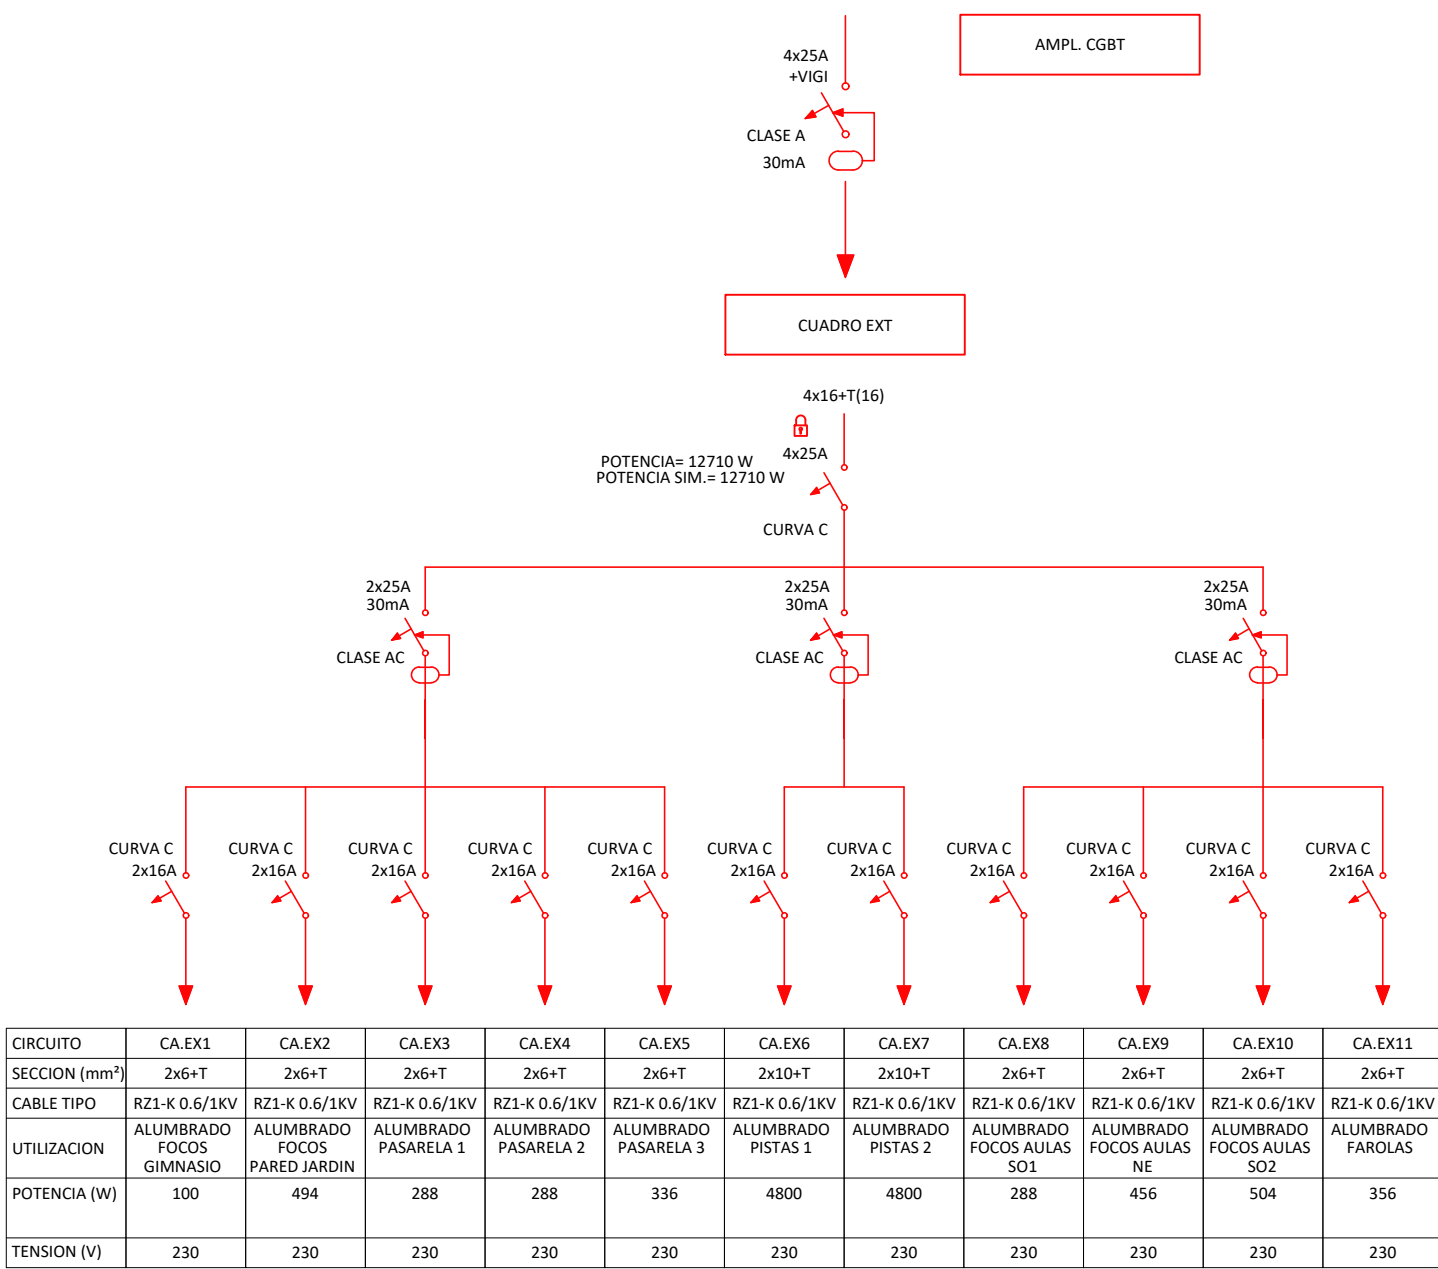 AMPL. CGBT
4x25A
+VIGI
CLASE A
30mA
CUADRO EXT
4x16+T(16)
4x25A
POTENCIA= 12710 W
POTENCIA SIM.= 12710 W
CURVA C
2x25A
30mA
CLASE AC
2x25A
30mA
CLASE AC
2x25A
30mA
CLASE AC
CURVA C
2x16A
CURVA C
2x16A
CURVA C
2x16A
CURVA C
2x16A
CURVA C
2x16A
CURVA C
2x16A
CURVA C
2x16A
CURVA C
2x16A
CURVA C
2x16A
CURVA C
2x16A
CURVA C
2x16A
CIRCUITO CA.EX1 CA.EX2 CA.EX3 CA.EX4 CA.EX5 CA.EX6 CA.EX7 CA.EX8 CA.EX9 CA.EX10 CA.EX11
SECCION (mm²) 2x6+T 2x6+T 2x6+T 2x6+T 2x6+T 2x10+T 2x10+T 2x6+T 2x6+T 2x6+T 2x6+T
CABLE TIPO RZ1-K 0.6/1KV RZ1-K 0.6/1KV RZ1-K 0.6/1KV RZ1-K 0.6/1KV RZ1-K 0.6/1KV RZ1-K 0.6/1KV RZ1-K 0.6/1KV RZ1-K 0.6/1KV RZ1-K 0.6/1KV RZ1-K 0.6/1KV RZ1-K 0.6/1KV
UTILIZACION
ALUMBRADO
FOCOS
GIMNASIO
ALUMBRADO
FOCOS
PARED JARDIN
ALUMBRADO
PASARELA 1
ALUMBRADO
PASARELA 2
ALUMBRADO
PASARELA 3
ALUMBRADO
PISTAS 1
ALUMBRADO
PISTAS 2
ALUMBRADO
FOCOS AULAS
SO1
ALUMBRADO
FOCOS AULAS
NE
ALUMBRADO
FOCOS AULAS
SO2
ALUMBRADO
FAROLAS
POTENCIA (W) 100 494 288 288 336 4800 4800 288 456 504 356
TENSION (V) 230 230 230 230 230 230 230 230 230 230 230